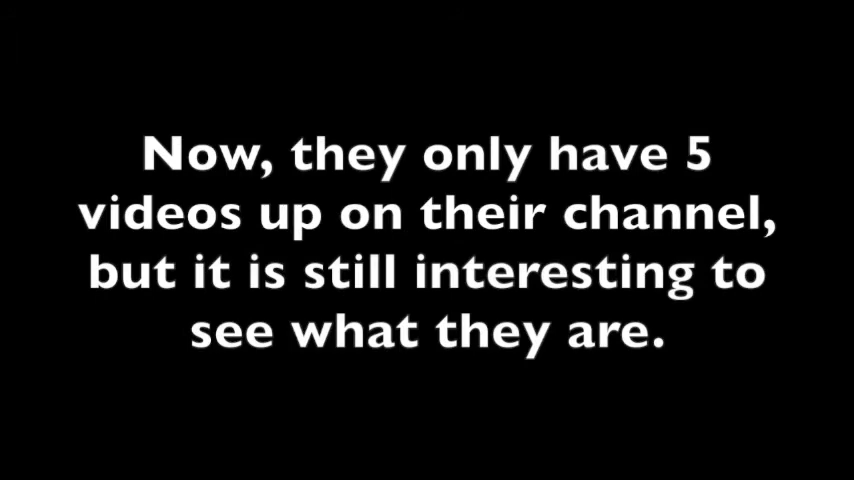 Now, they only have 5
videos up on their channel,
but it is still interesting to
see what they are.